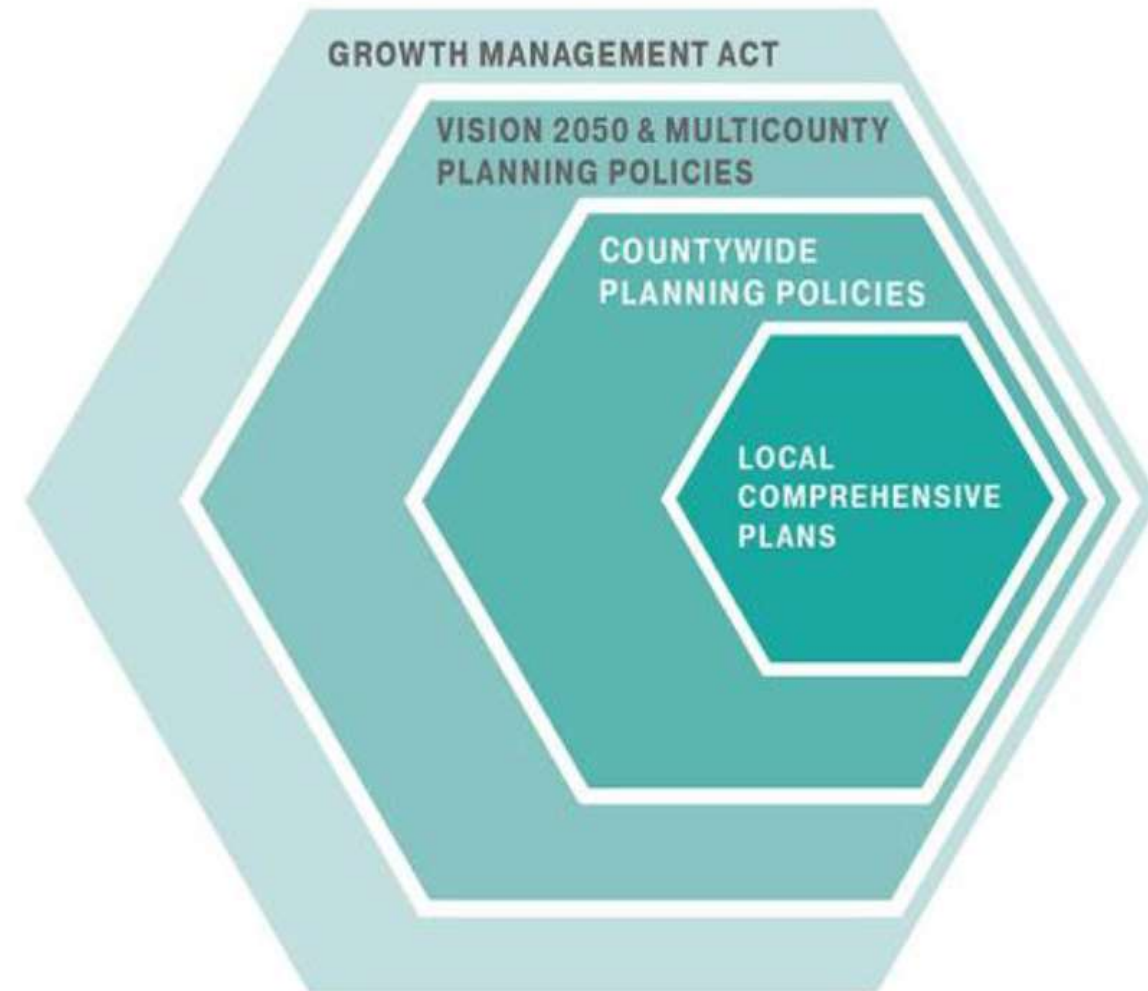 GROWTH MANAGEMENT ACT
VISION 2050 & MULTICOUNTY
PLANNING POLICIES
COUNTYWIDE
PLANNING POLICIES
LOCAL
COMPREHENSIVE
PLANS